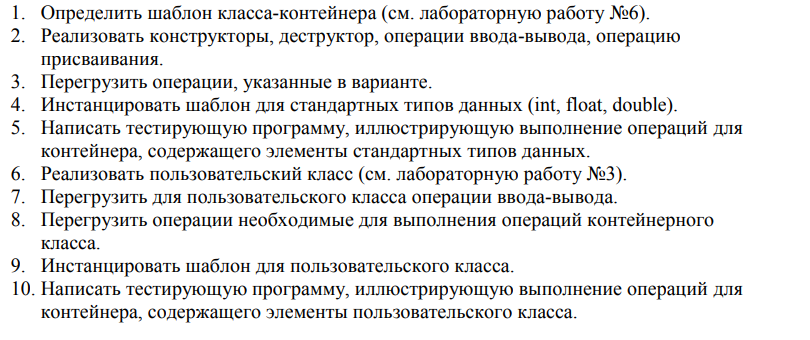 1. Определить шаблон класса-контейнера (см. лабораторную работу №6).
2. Реализовать конструкторы, деструктор, операции ввода-вывода, операцию
присваивания.
3. Перегрузить операции, указанные в варианте.
4. Инстанцировать шаблон для стандартных типов данных (int, float, double).
5. Написать тестирующую программу, иллюстрирующую выполнение операций для
контейнера, содержащего элементы стандартных типов данных.
6. Реализовать пользовательский класс (см. лабораторную работу №3).
7. Перегрузить для пользовательского класса операции ввода-вывода.
8. Перегрузить операции необходимые для выполнения операций контейнерного
класса.
9. Инстанцировать шаблон для пользовательского класса.
10. Написать тестирующую программу, иллюстрирующую выполнение операций для
контейнера, содержащего элементы пользовательского класса.